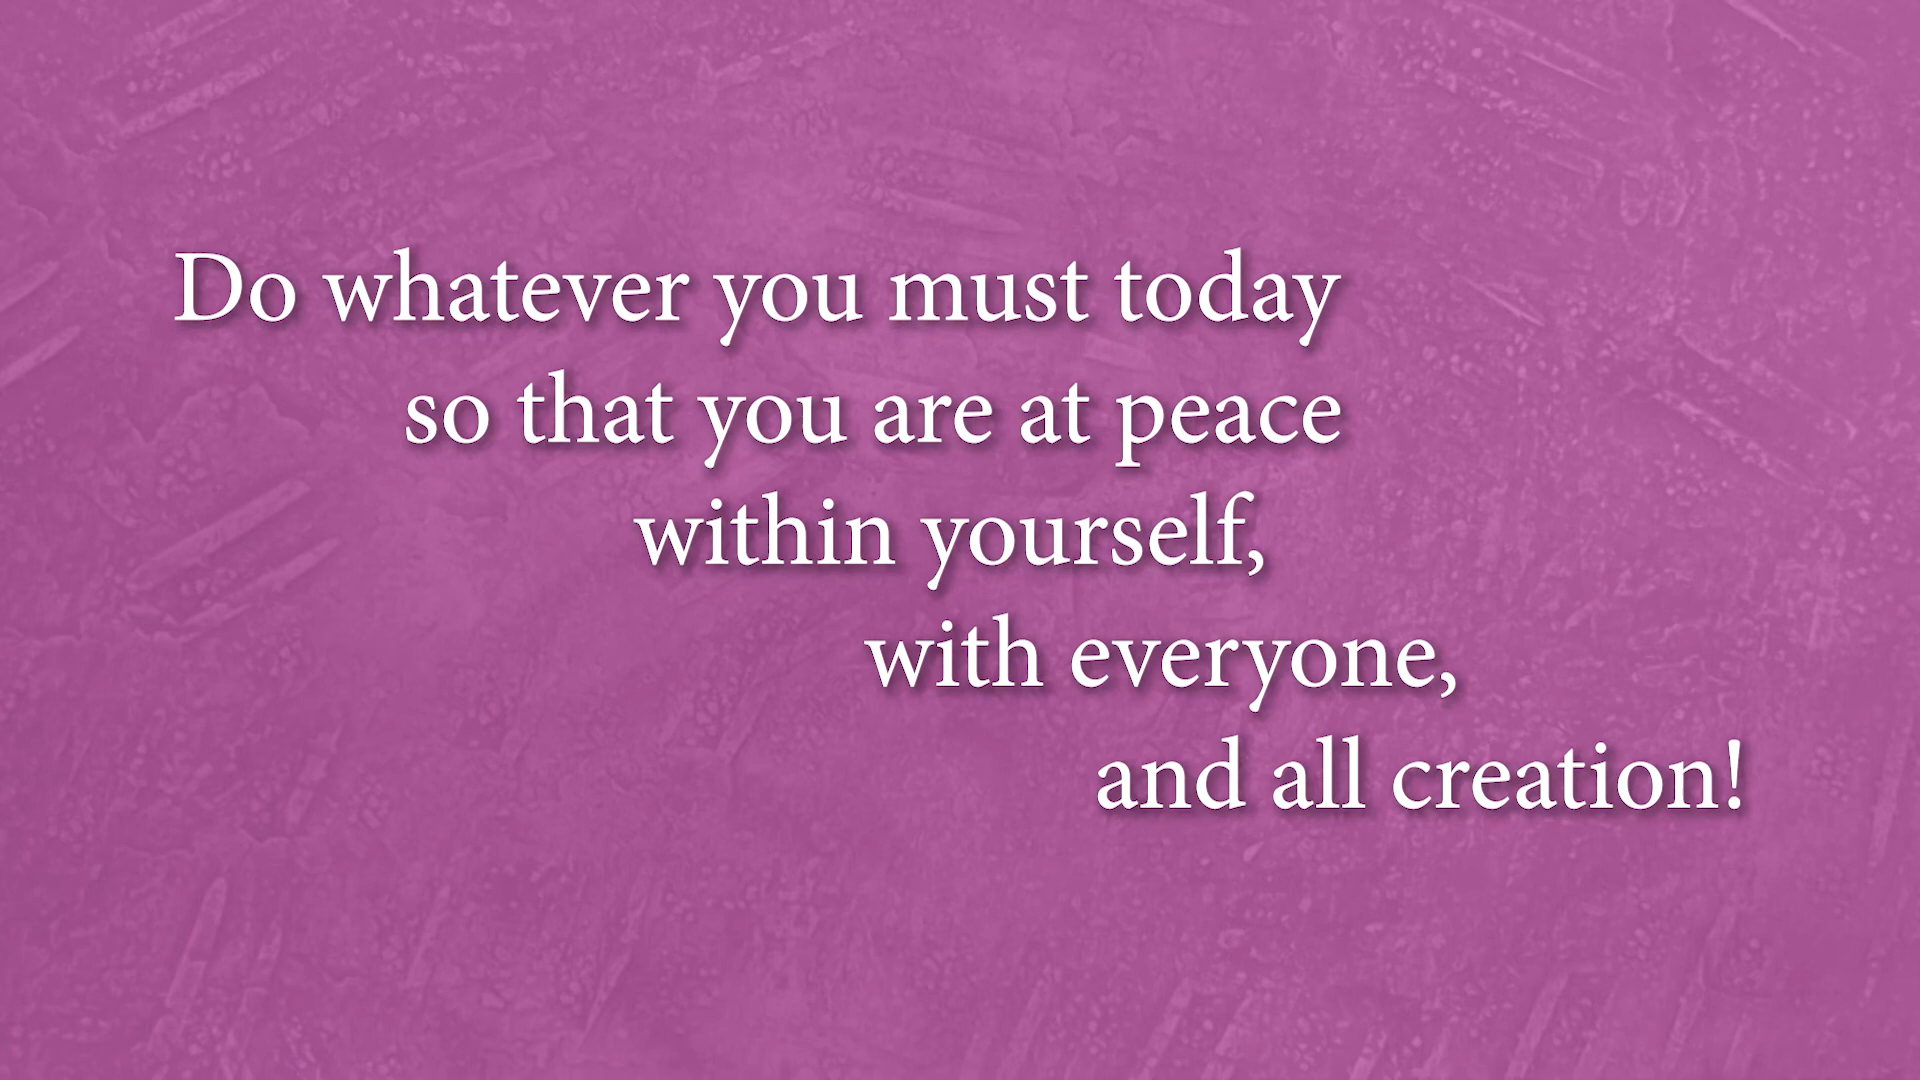 Do whatever you must today
so that you are at peace
within yourself,
with everyone,
and all creation!